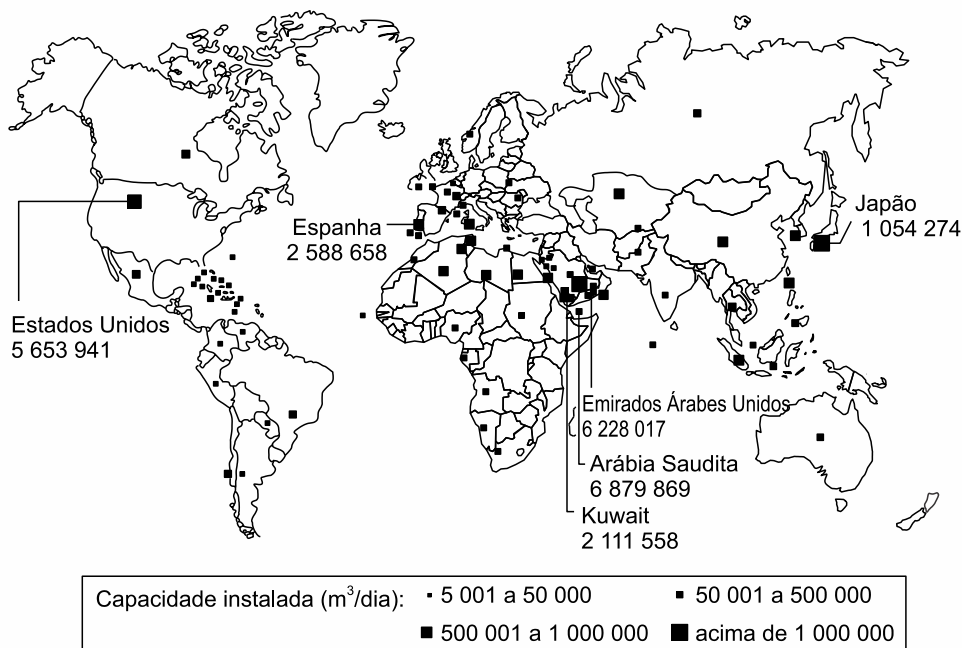 Japão
1 054 274
Espanha
2 588 658
Estados Unidos
5 653 941
Emirados Árabes Unidos
6 228 017
Arábia Saudita
6 879 869
Kuwait
2 111 558
Capacidade instalada (m³/dia): 5 001 a 50 000 50 001 a 500 000
500 001 a 1 000 000 acima de 1 000 000